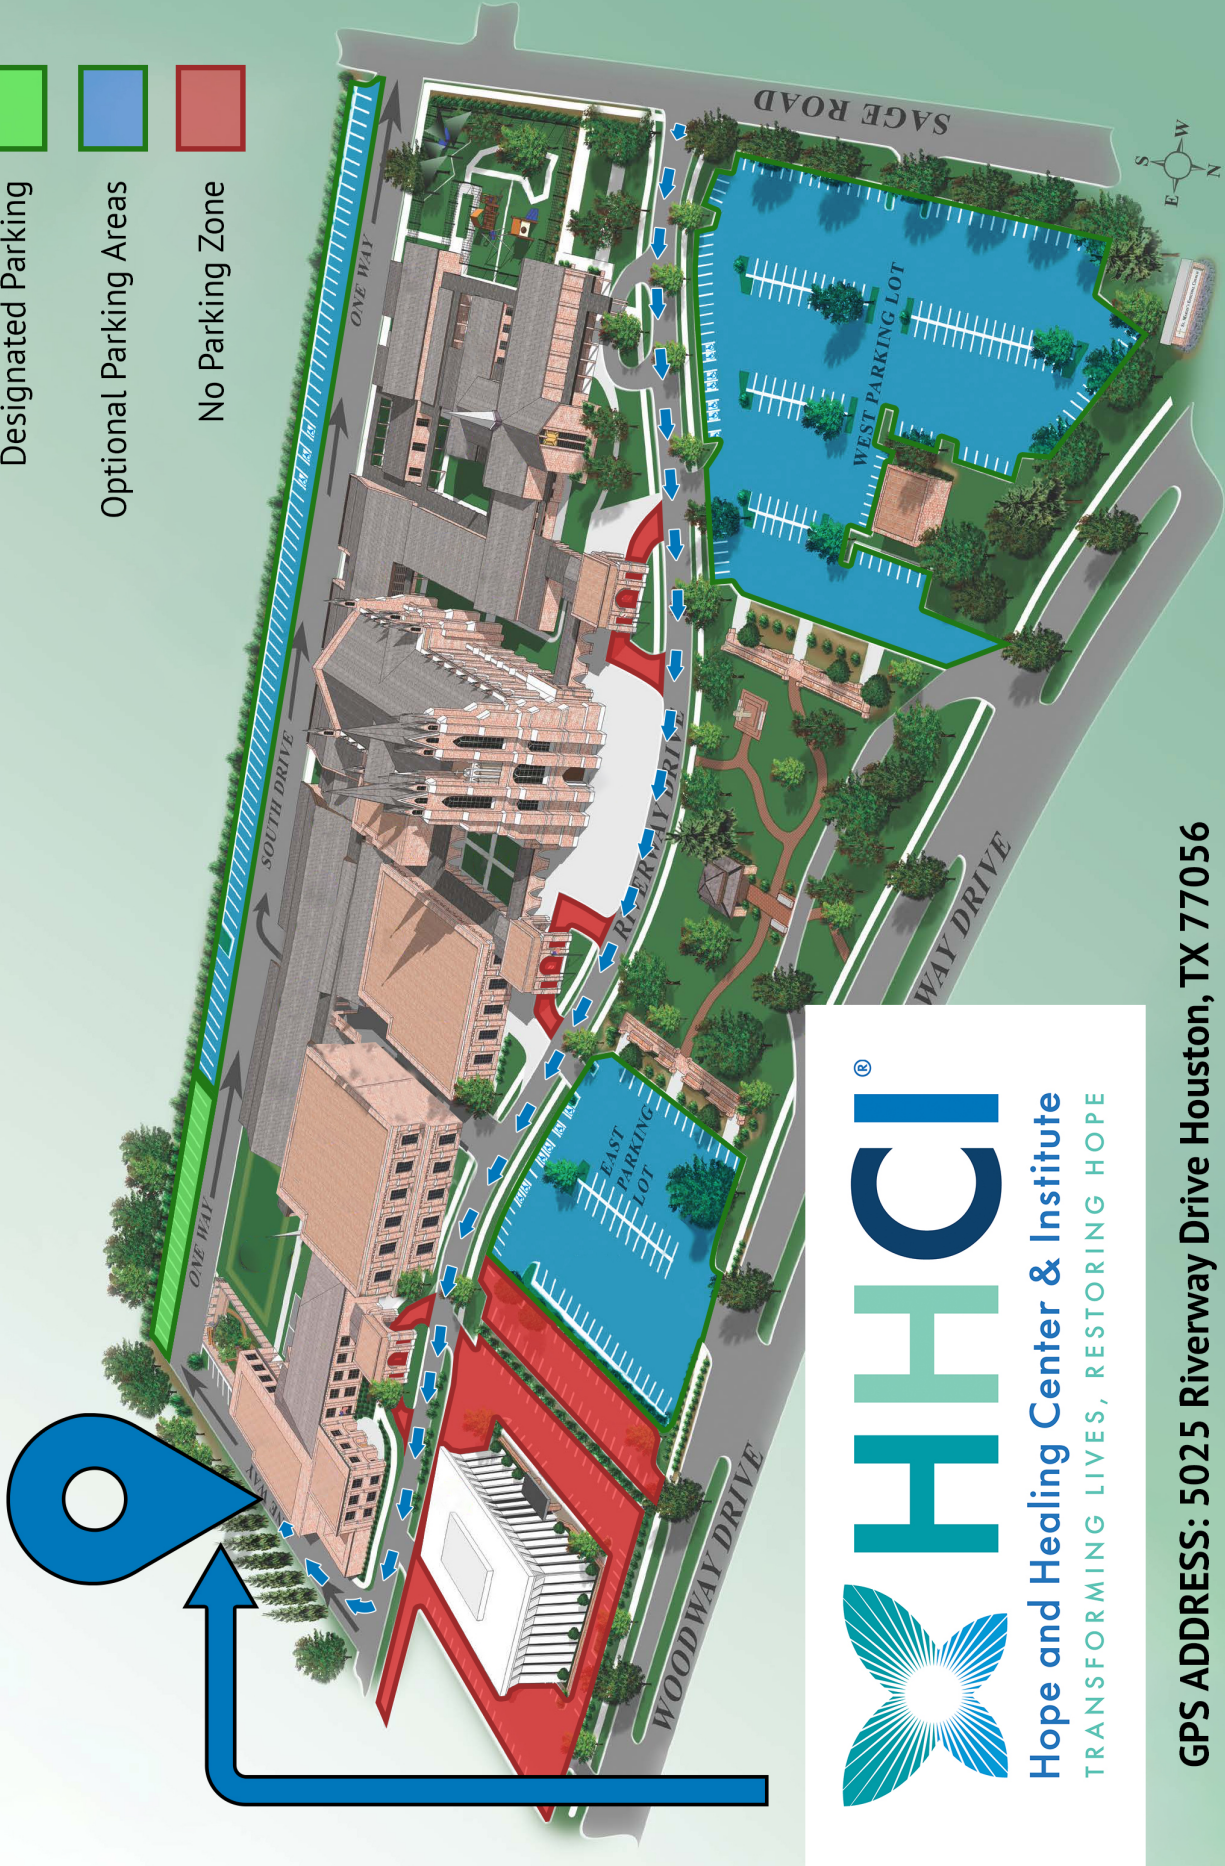 Designated Parking
Optional Parking Areas
No Parking Zone
SAGE ROAD
S
E
W
N
ONE WAY
SOUTH DRIVE
ONE WAY
WEST PARKING LOT
RIVERWAY DRIVE
EAST
PARKING
LOT
WAY DRIVE
WOODWAY DRIVE
HHCI®
Hope and Healing Center & Institute
TRANSFORMING LIVES, RESTORING HOPE
GPS ADDRESS: 5025 Riverway Drive Houston, TX 77056